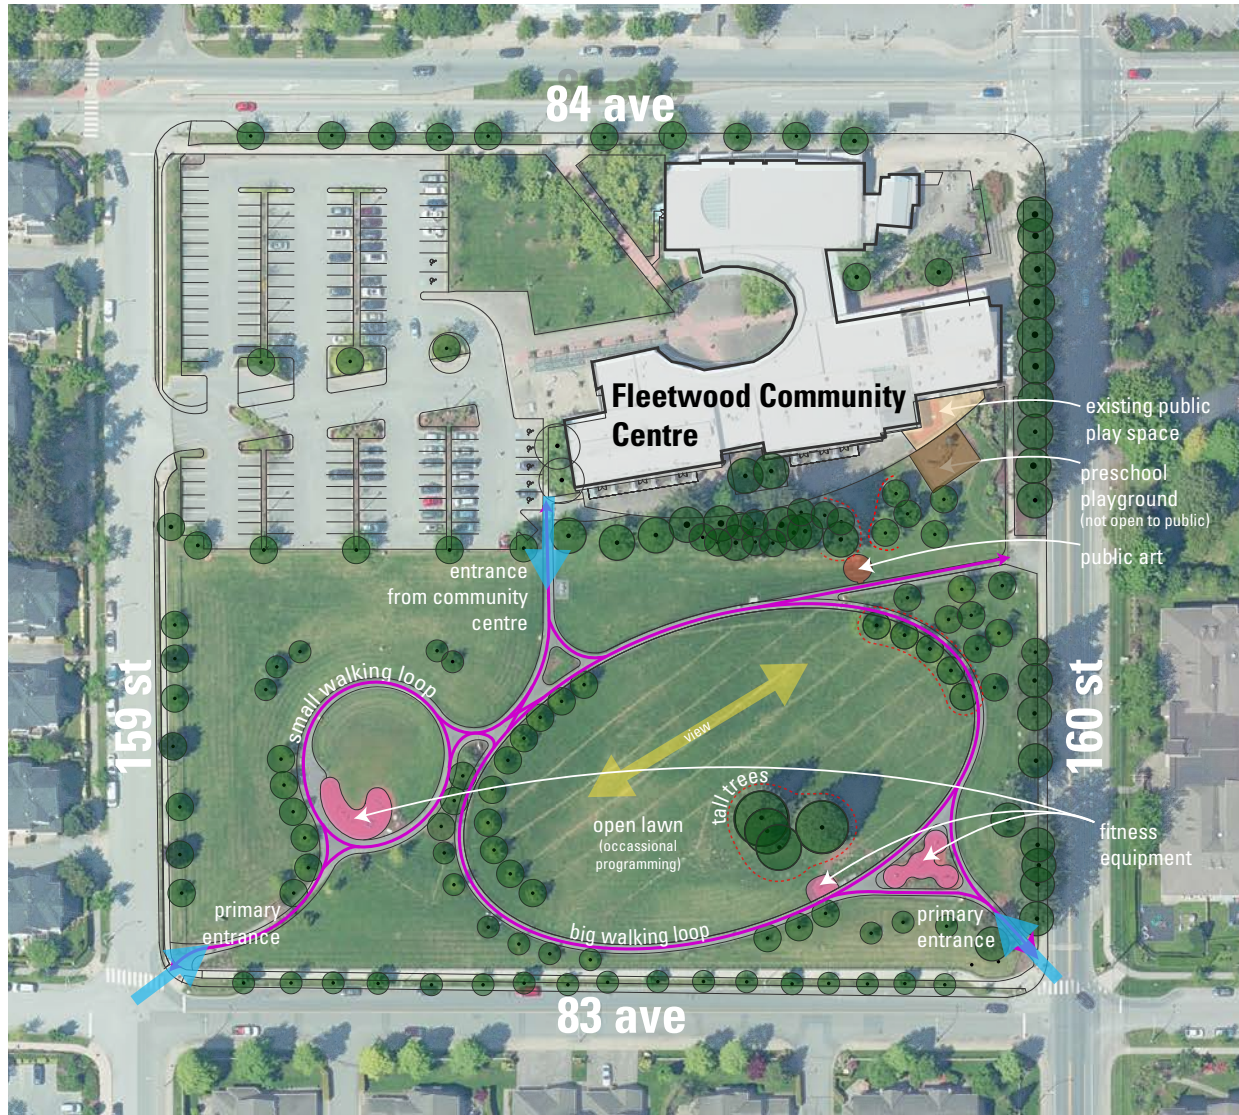 84 ave
Fleetwood Community
Centre
existing public
play space
preschool
playground
(not open to public)
public art
entrance
from community
centre
small walking loop
159 st
160 st
view
tall trees
open lawn
(occassional
programming)
fitness
equipment
primary
entrance
big walking loop
primary
entrance
83 ave